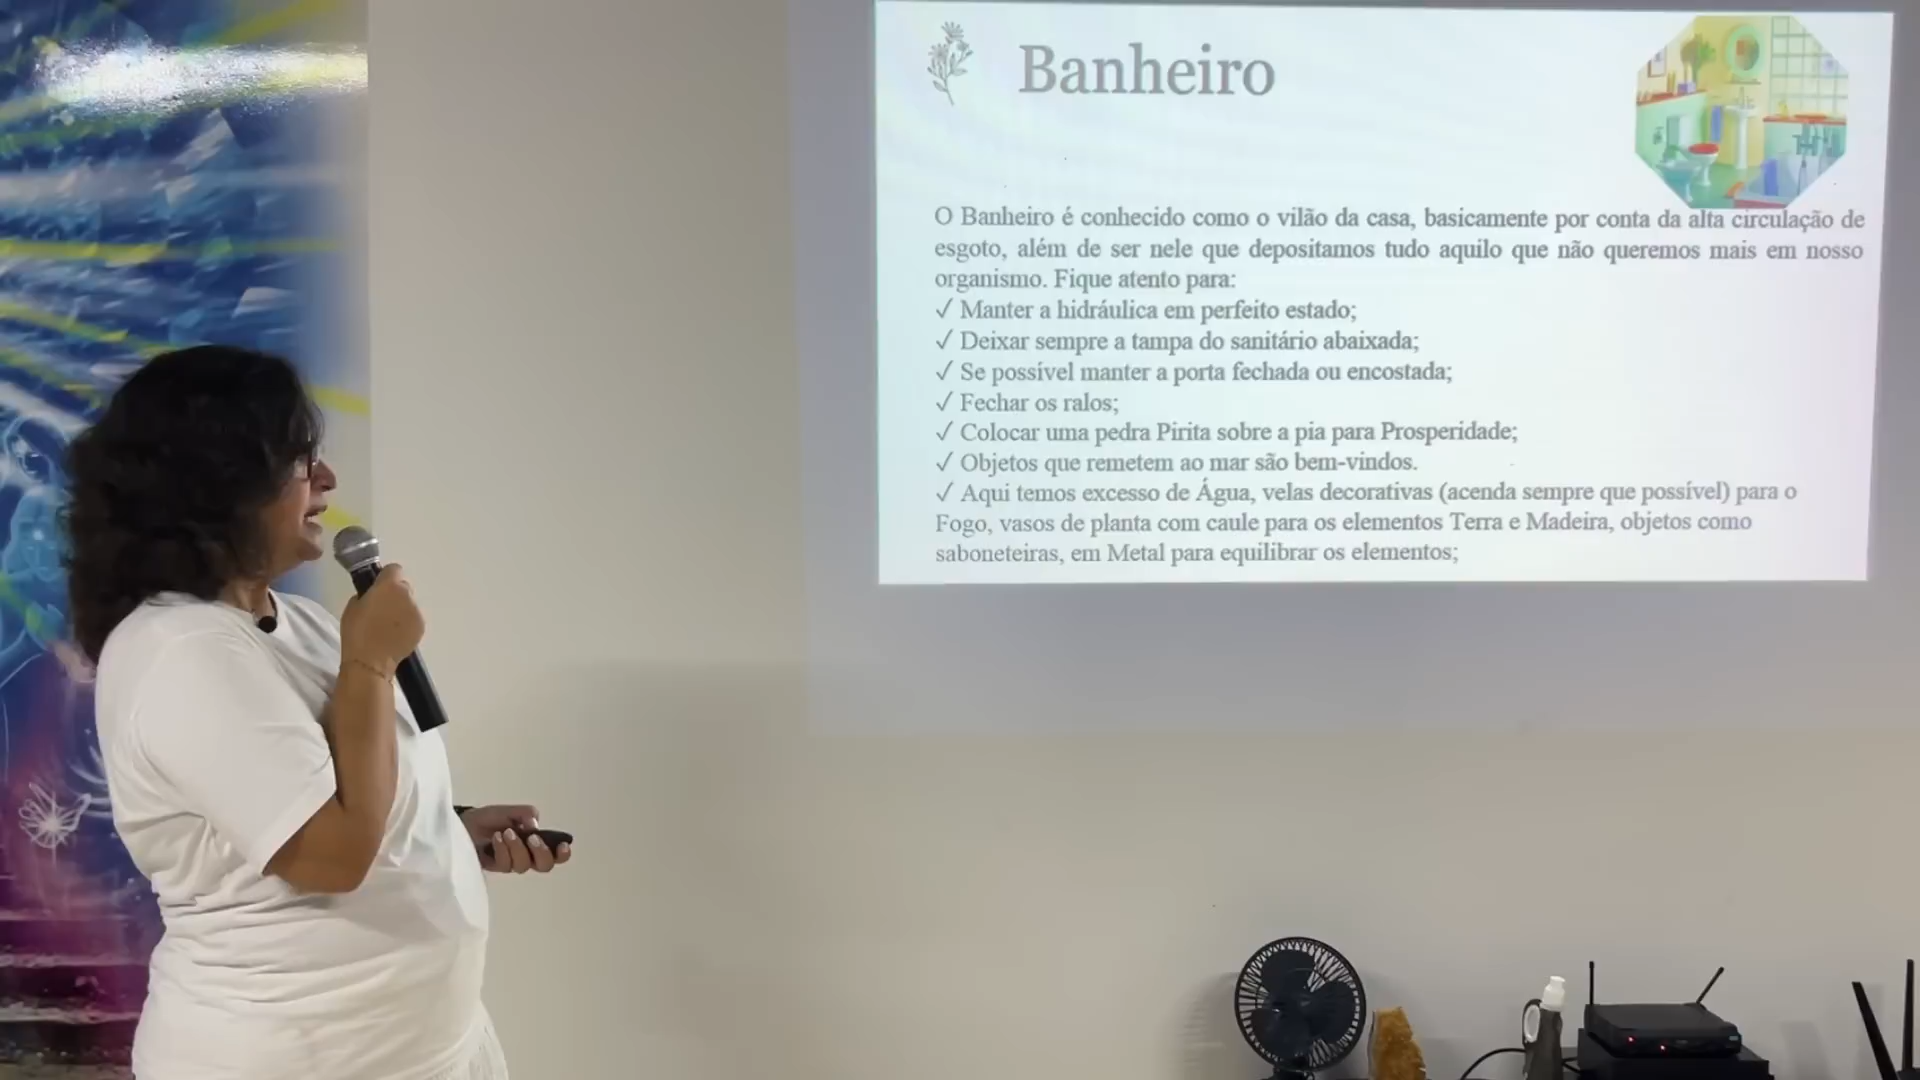 Banheiro
O Banheiro é conhecido como o vilão da casa, basicamente por conta da alta circulação de
esgoto, além de ser nele que depositamos tudo aquilo que não queremos mais em nosso
organismo. Fique atento para:
✓ Manter a hidráulica em perfeito estado;
✓ Deixar sempre a tampa do sanitário abaixada;
✓ Se possível manter a porta fechada ou encostada;
✓ Fechar os ralos;
✓ Colocar uma pedra Pirita sobre a pia para Prosperidade;
✓ Objetos que remetem ao mar são bem-vindos.
✓ Aqui temos excesso de Água, velas decorativas (acenda sempre que possível) para o
Fogo, vasos de planta com caule para os elementos Terra e Madeira, objetos como
saboneteiras, em Metal para equilibrar os elementos;